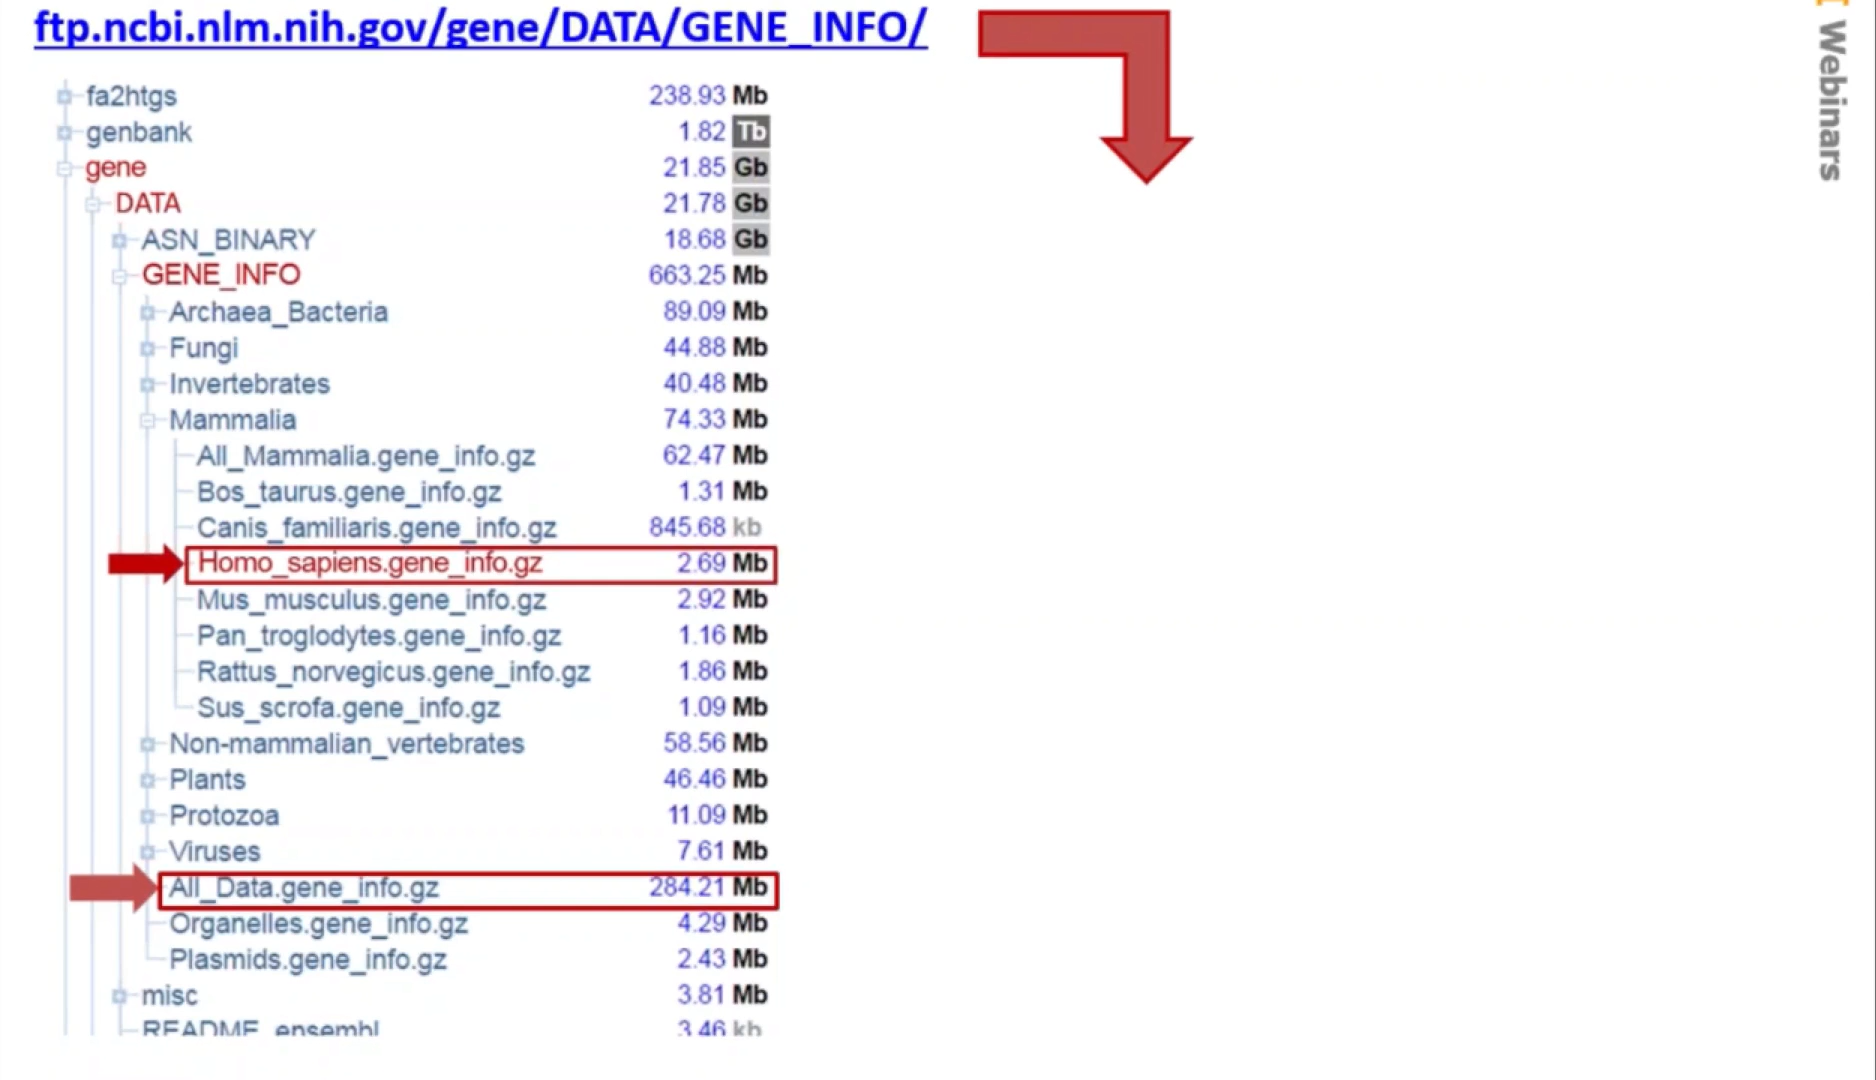 ftp.ncbi.nlm.nih.gov/gene/DATA/GENE_INFO/
fa2htgs 238.93 Mb
genbank 1.82 Tb
gene 21.85 Gb
DATA 21.78 Gb
ASN_BINARY 18.68 Gb
GENE_INFO 663.25 Mb
Archaea_Bacteria 89.09 Mb
Fungi 44.88 Mb
Invertebrates 40.48 Mb
Mammalia 74.33 Mb
All_Mammalia.gene_info.gz 62.47 Mb
Bos_taurus.gene_info.gz 1.31 Mb
Canis_familiaris.gene_info.gz 845.68 kb
Homo_sapiens.gene_info.gz 2.69 Mb
Mus_musculus.gene_info.gz 2.92 Mb
Pan_troglodytes.gene_info.gz 1.16 Mb
Rattus_norvegicus.gene_info.gz 1.86 Mb
Sus_scrofa.gene_info.gz 1.09 Mb
Non-mammalian_vertebrates 58.56 Mb
Plants 46.46 Mb
Protozoa 11.09 Mb
Viruses 7.61 Mb
All_Data.gene_info.gz 284.21 Mb
Organelles.gene_info.gz 4.29 Mb
Plasmids.gene_info.gz 2.43 Mb
misc 3.81 Mb
README_ensembl 3.46 kb
Webinars